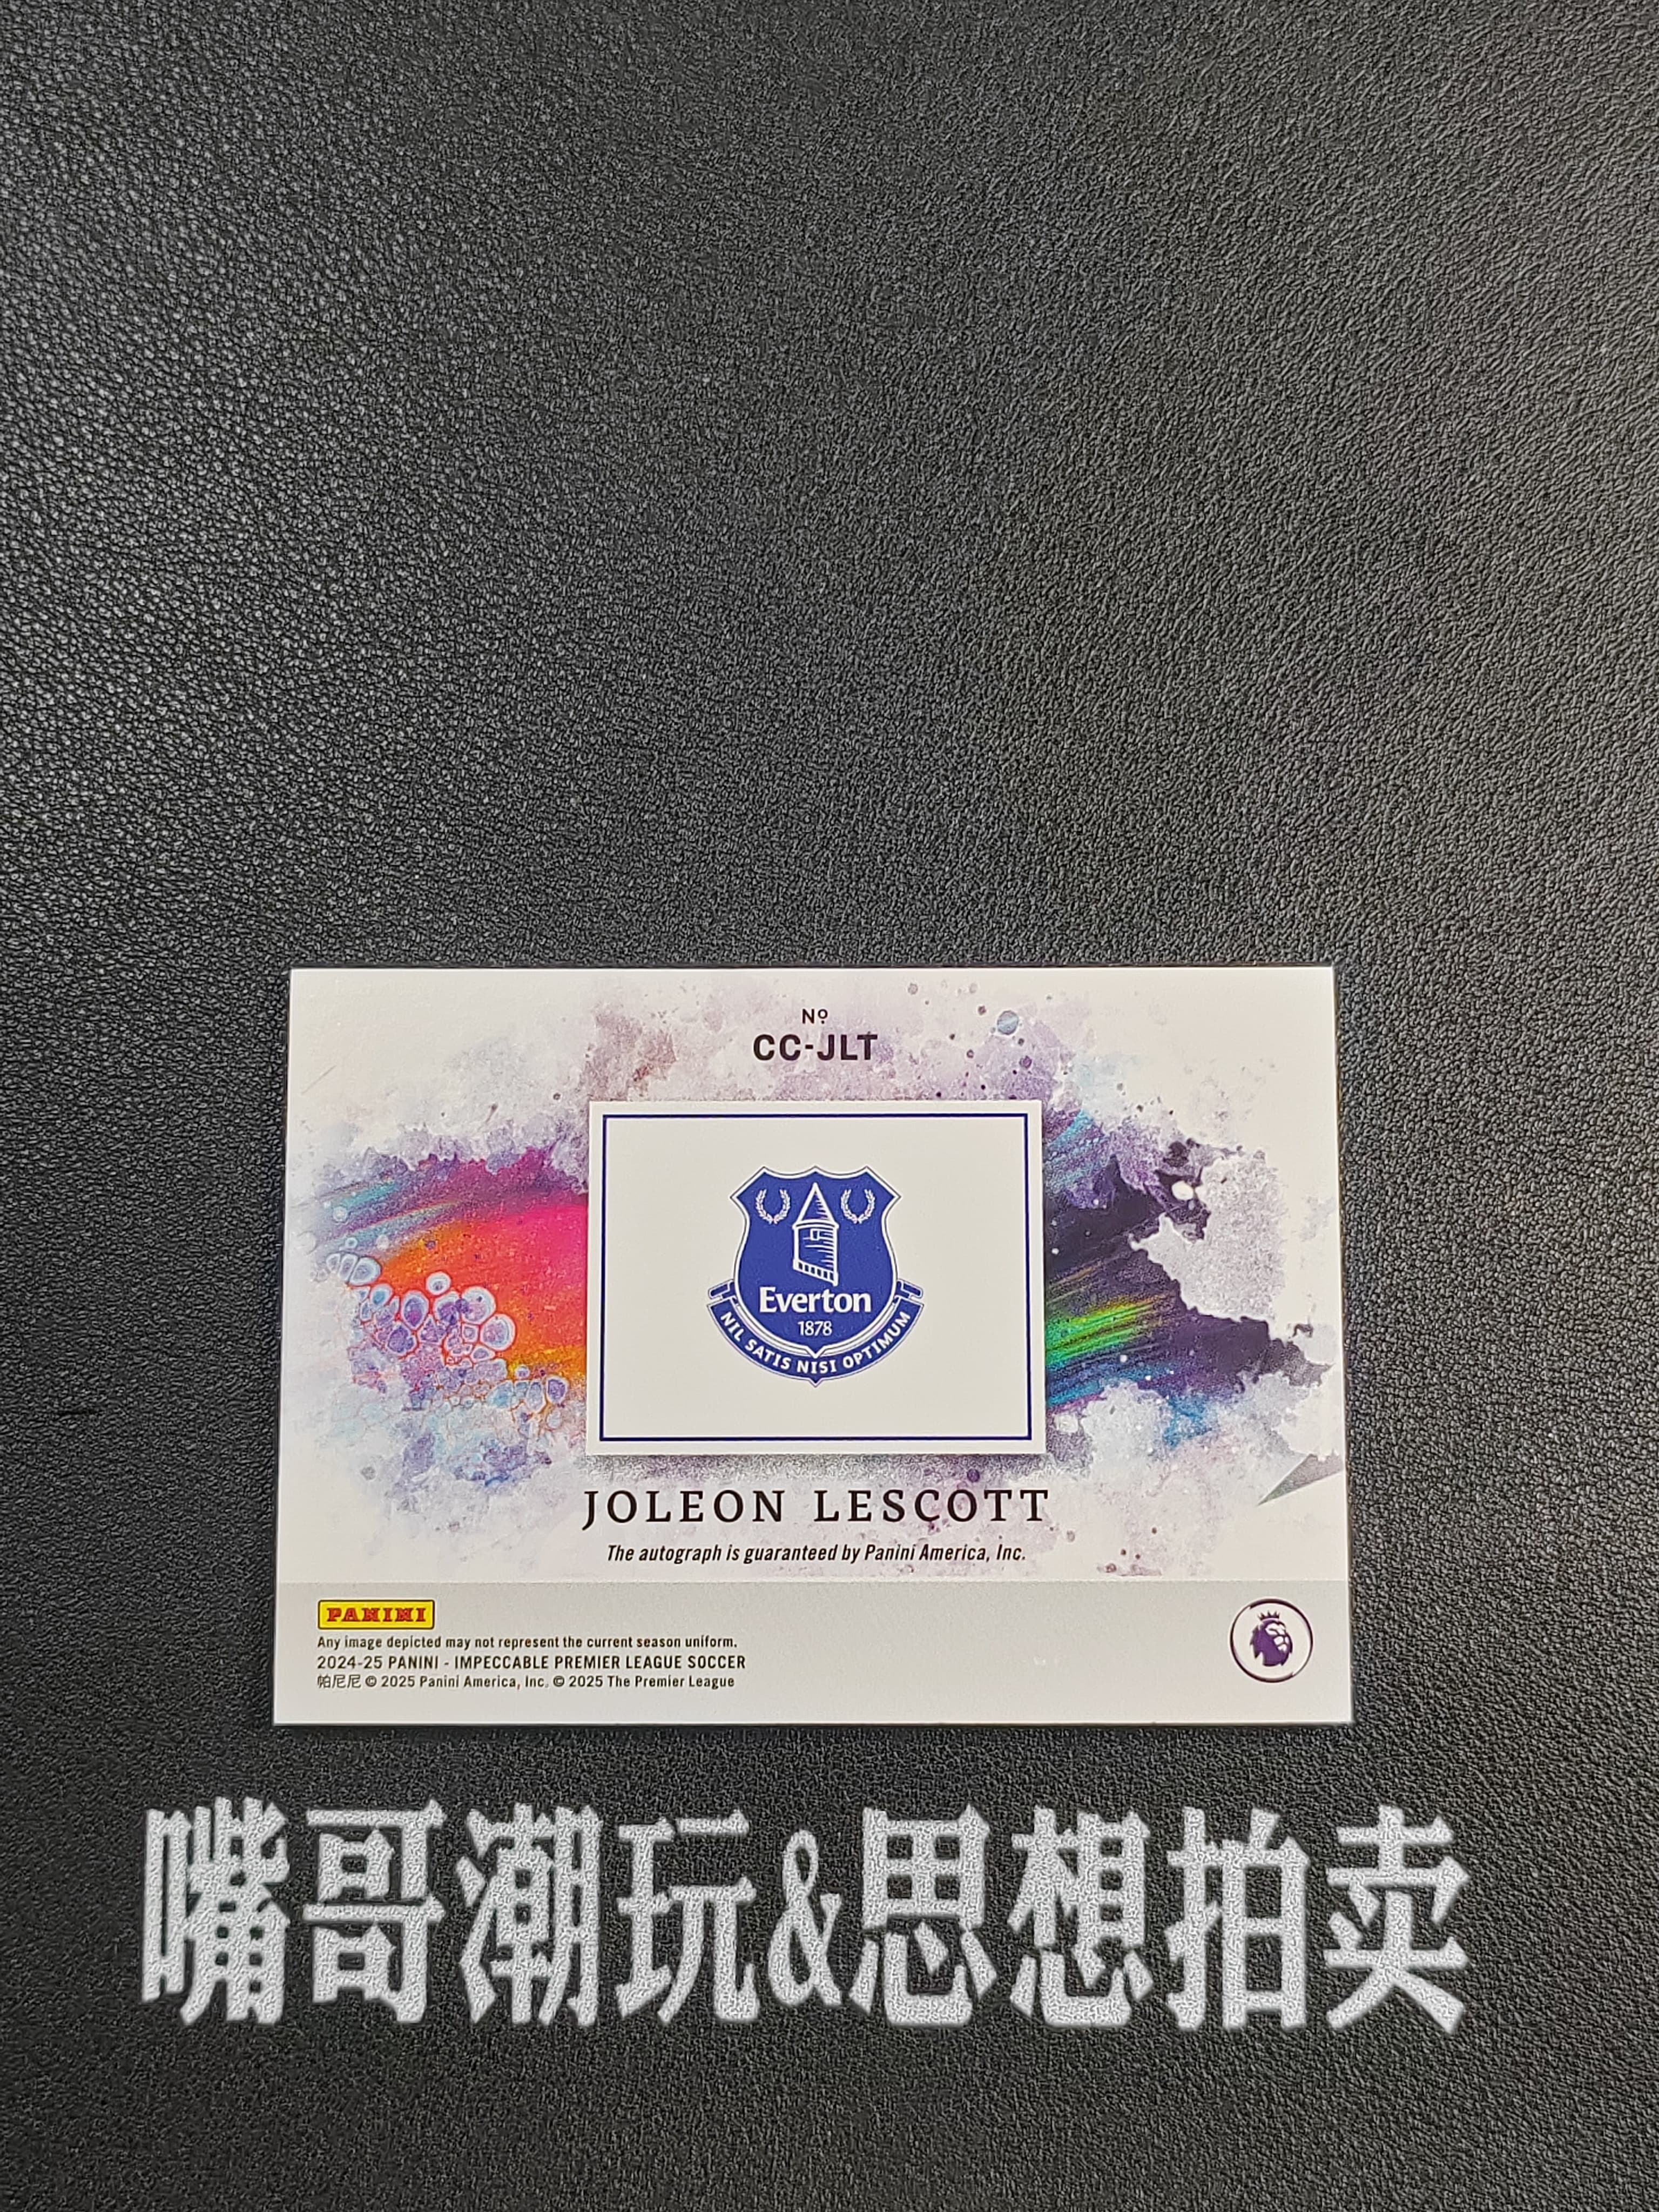 Nº
CC-JLT
Everton
1878
NIL SATIS NISI OPTIMUM
JOLEON LESCOTT
The autograph is guaranteed by Panini America, Inc.
PANINI
Any image depicted may not represent the current season uniform.
2024-25 PANINI - IMPECCABLE PREMIER LEAGUE SOCCER
帕尼尼 © 2025 Panini America, Inc. © 2025 The Premier League
嘴哥潮玩&思想拍卖